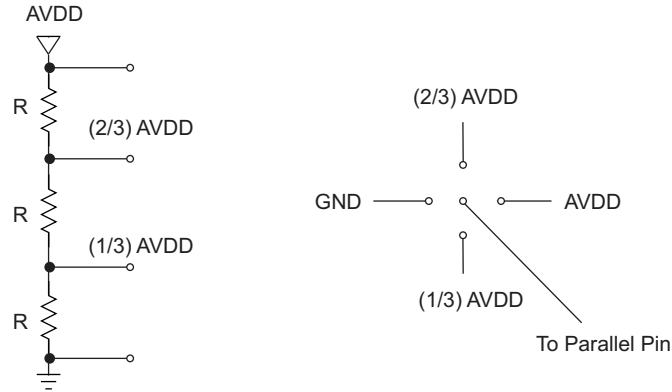 AVDD
R
(2/3) AVDD
R
(1/3) AVDD
R
(2/3) AVDD
GND
AVDD
(1/3) AVDD
To Parallel Pin